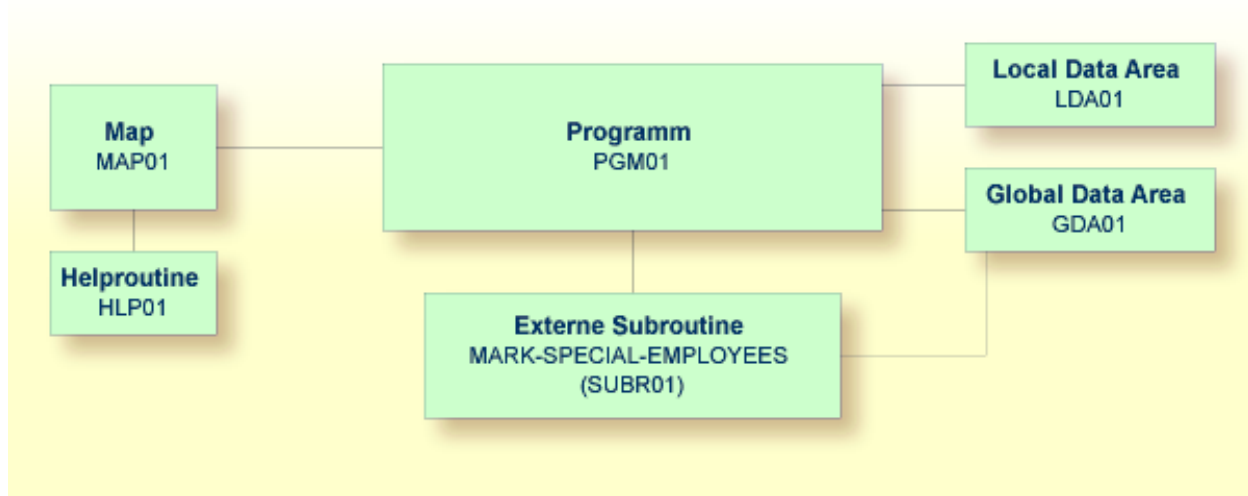 Map
MAP01
Helproutine
HLP01
Programm
PGM01
Externe Subroutine
MARK-SPECIAL-EMPLOYEES
(SUBR01)
Local Data Area
LDA01
Global Data Area
GDA01